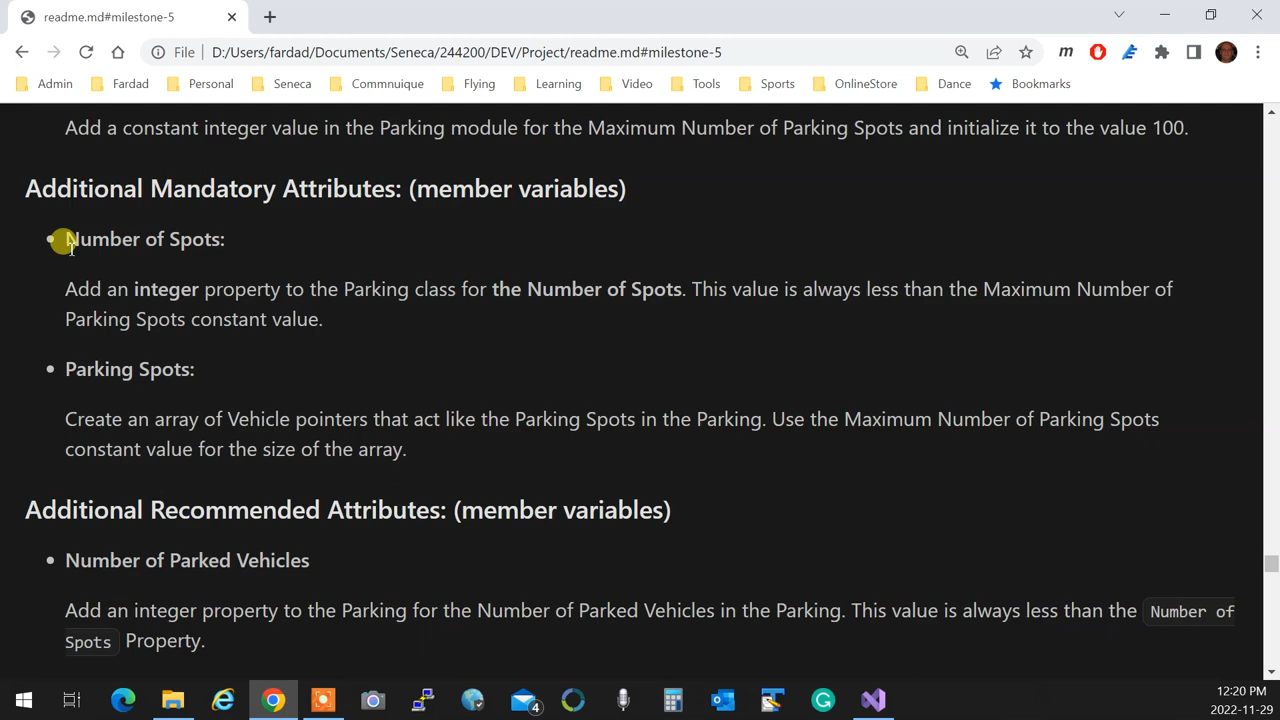 readme.md#milestone-5
File D:/Users/fardad/Documents/Seneca/244200/DEV/Project/readme.md#milestone-5
Admin Fardad Personal Seneca Commnuique Flying Learning Video Tools Sports OnlineStore Dance Bookmarks
Add a constant integer value in the Parking module for the Maximum Number of Parking Spots and initialize it to the value 100.
Additional Mandatory Attributes: (member variables)
Number of Spots:
Add an integer property to the Parking class for the Number of Spots. This value is always less than the Maximum Number of
Parking Spots constant value.
Parking Spots:
Create an array of Vehicle pointers that act like the Parking Spots in the Parking. Use the Maximum Number of Parking Spots
constant value for the size of the array.
Additional Recommended Attributes: (member variables)
Number of Parked Vehicles
Add an integer property to the Parking for the Number of Parked Vehicles in the Parking. This value is always less than the Number of
Spots Property.
4
12:20 PM
2022-11-29